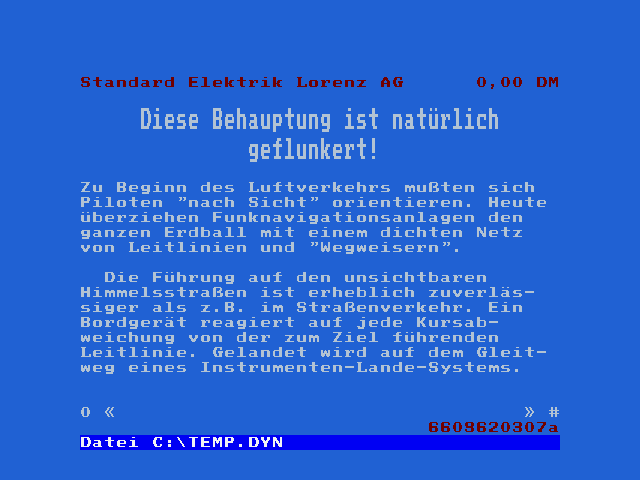 Standard Elektrik Lorenz AG 0,00 DM
Diese Behauptung ist natürlich
geflunkert!
Zu Beginn des Luftverkehrs mußten sich
Piloten "nach Sicht" orientieren. Heute
überziehen Funknavigationsanlagen den
ganzen Erdball mit einem dichten Netz
von Leitlinien und "Wegweisern".
Die Führung auf den unsichtbaren
Himmelsstraßen ist erheblich zuverläs-
siger als z.B. im Straßenverkehr. Ein
Bordgerät reagiert auf jede Kursab-
weichung von der zum Ziel führenden
Leitlinie. Gelandet wird auf dem Gleit-
weg eines Instrumenten-Lande-Systems.
0 « » #
6609620307a
Datei C:\TEMP.DYN